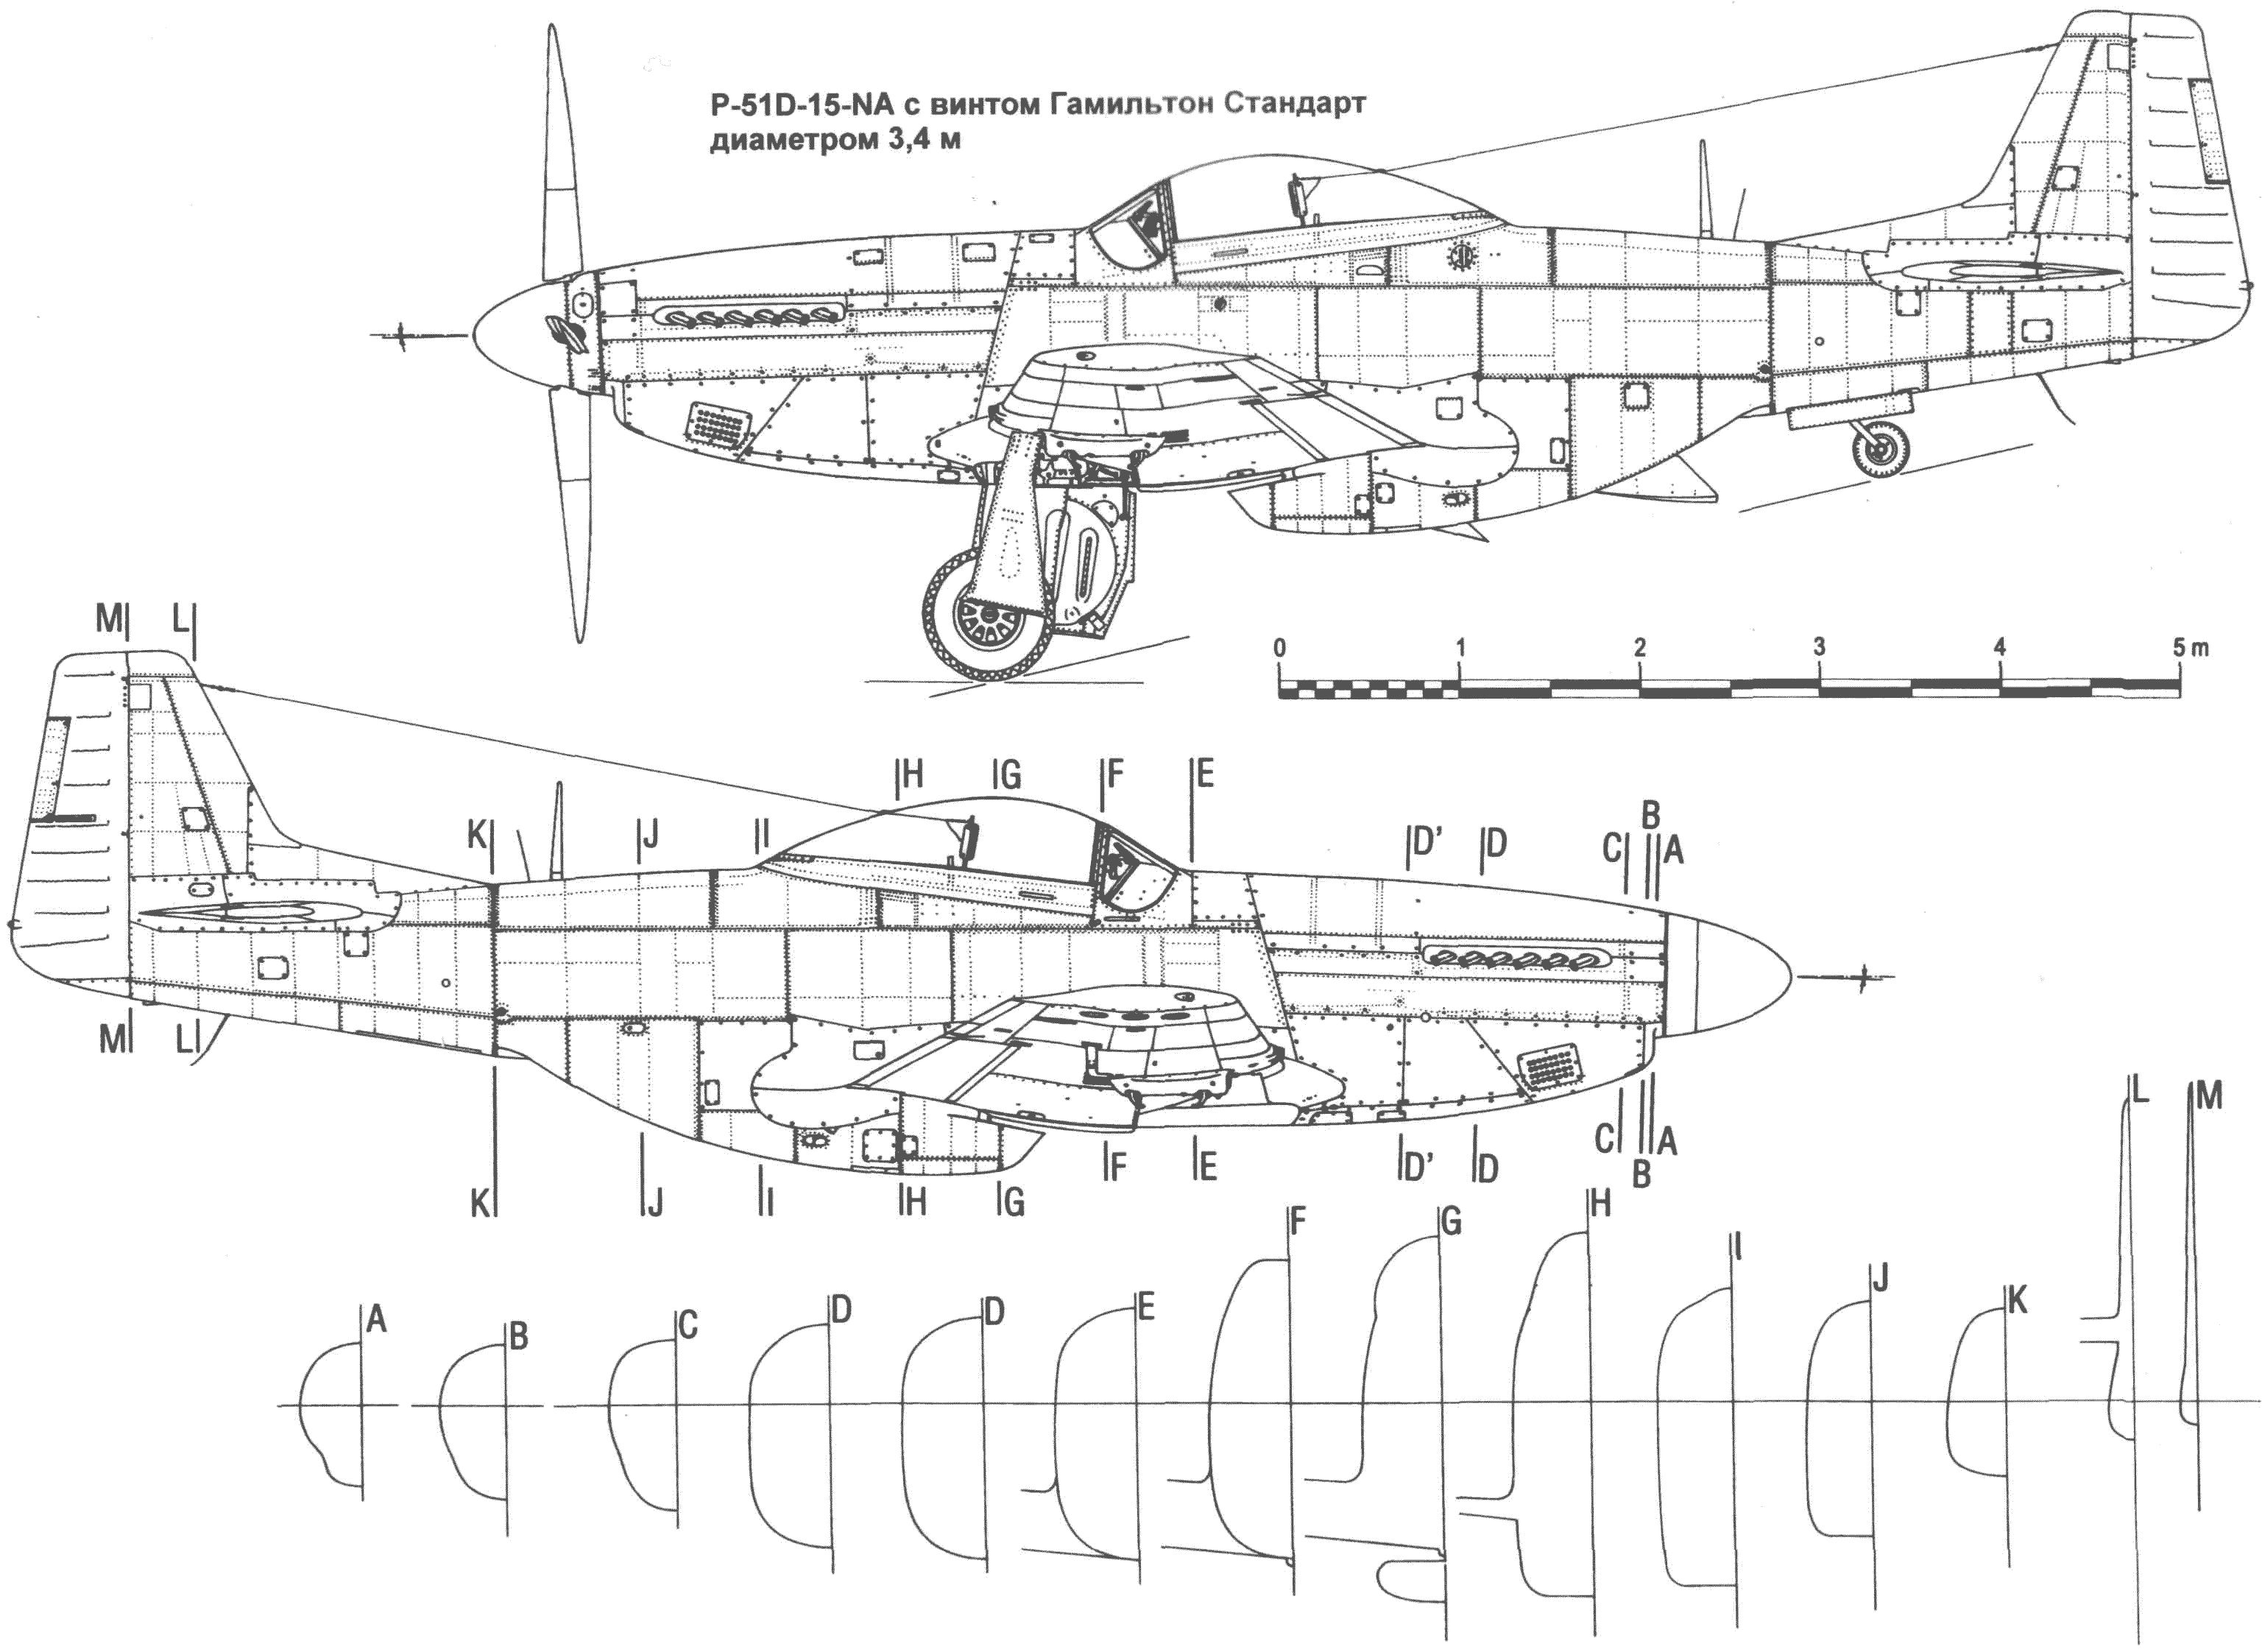 P-51D-15-NA с винтом Гамильтон Стандарт
диаметром 3,4 м
0 1 2 3 4 5 m
M L
H G F E
K J I D' D C B A
M L
K J I H G F E D' D C B A
L M
A B C D D E F G H I J K